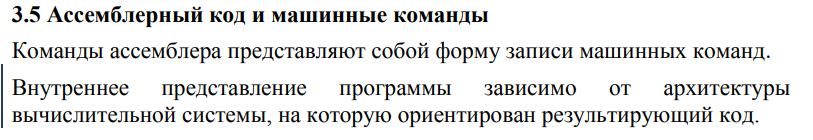 3.5 Ассемблерный код и машинные команды
Команды ассемблера представляют собой форму записи машинных команд.
Внутреннее представление программы зависимо от архитектуры
вычислительной системы, на которую ориентирован результирующий код.